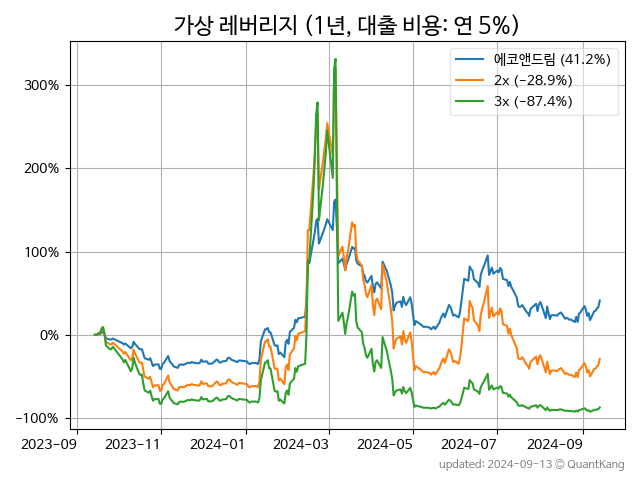 가상 레버리지 (1년, 대출 비용: 연 5%)
에코앤드림 (41.2%)
2x (−28.9%)
3x (−87.4%)
300%
200%
100%
0%
−100%
2023−09 2023−11 2024−01 2024−03 2024−05 2024−07 2024−09
updated: 2024-09-13 © QuantKang